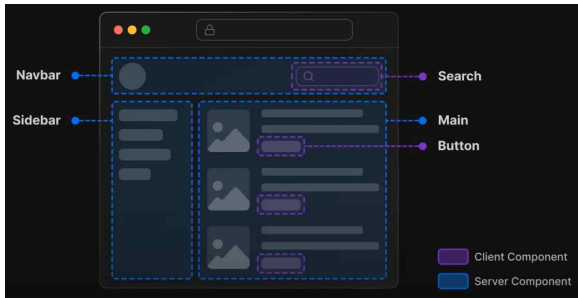 Navbar
Search
Sidebar
Main
Button
Client Component
Server Component